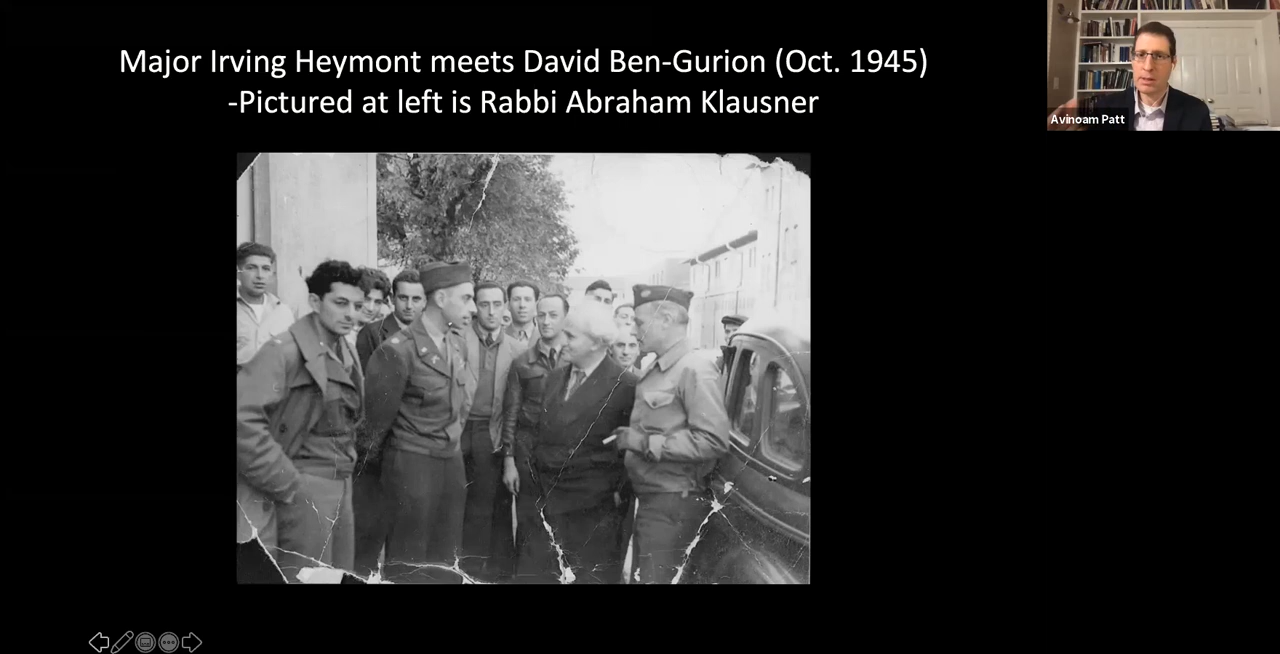 Major Irving Heymont meets David Ben-Gurion (Oct. 1945)
-Pictured at left is Rabbi Abraham Klausner
Avinoam Patt